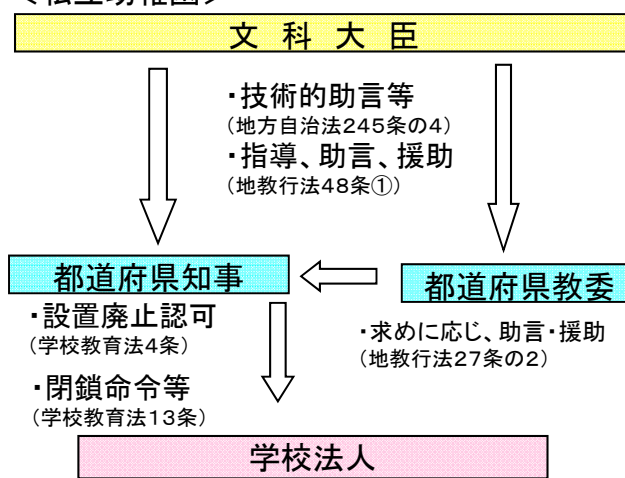 ＜私立幼稚園＞
文科大臣
・技術的助言等
（地方自治法２４５条の４）
・指導、助言、援助
（地教行法４８条①）
都道府県知事
都道府県教委
・設置廃止認可
（学校教育法４条）
・求めに応じ、助言・援助
（地教行法２７条の２）
・閉鎖命令等
（学校教育法１３条）
学校法人